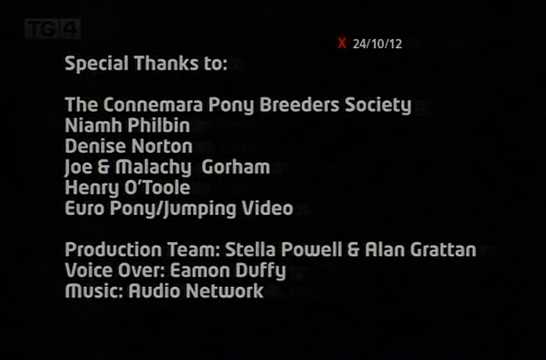 TG4
X 24/10/12
Special Thanks to:
The Connemara Pony Breeders Society
Niamh Philbin
Denise Norton
Joe & Malachy Gorham
Henry O'Toole
Euro Pony/Jumping Video
Production Team: Stella Powell & Alan Grattan
Voice Over: Eamon Duffy
Music: Audio Network